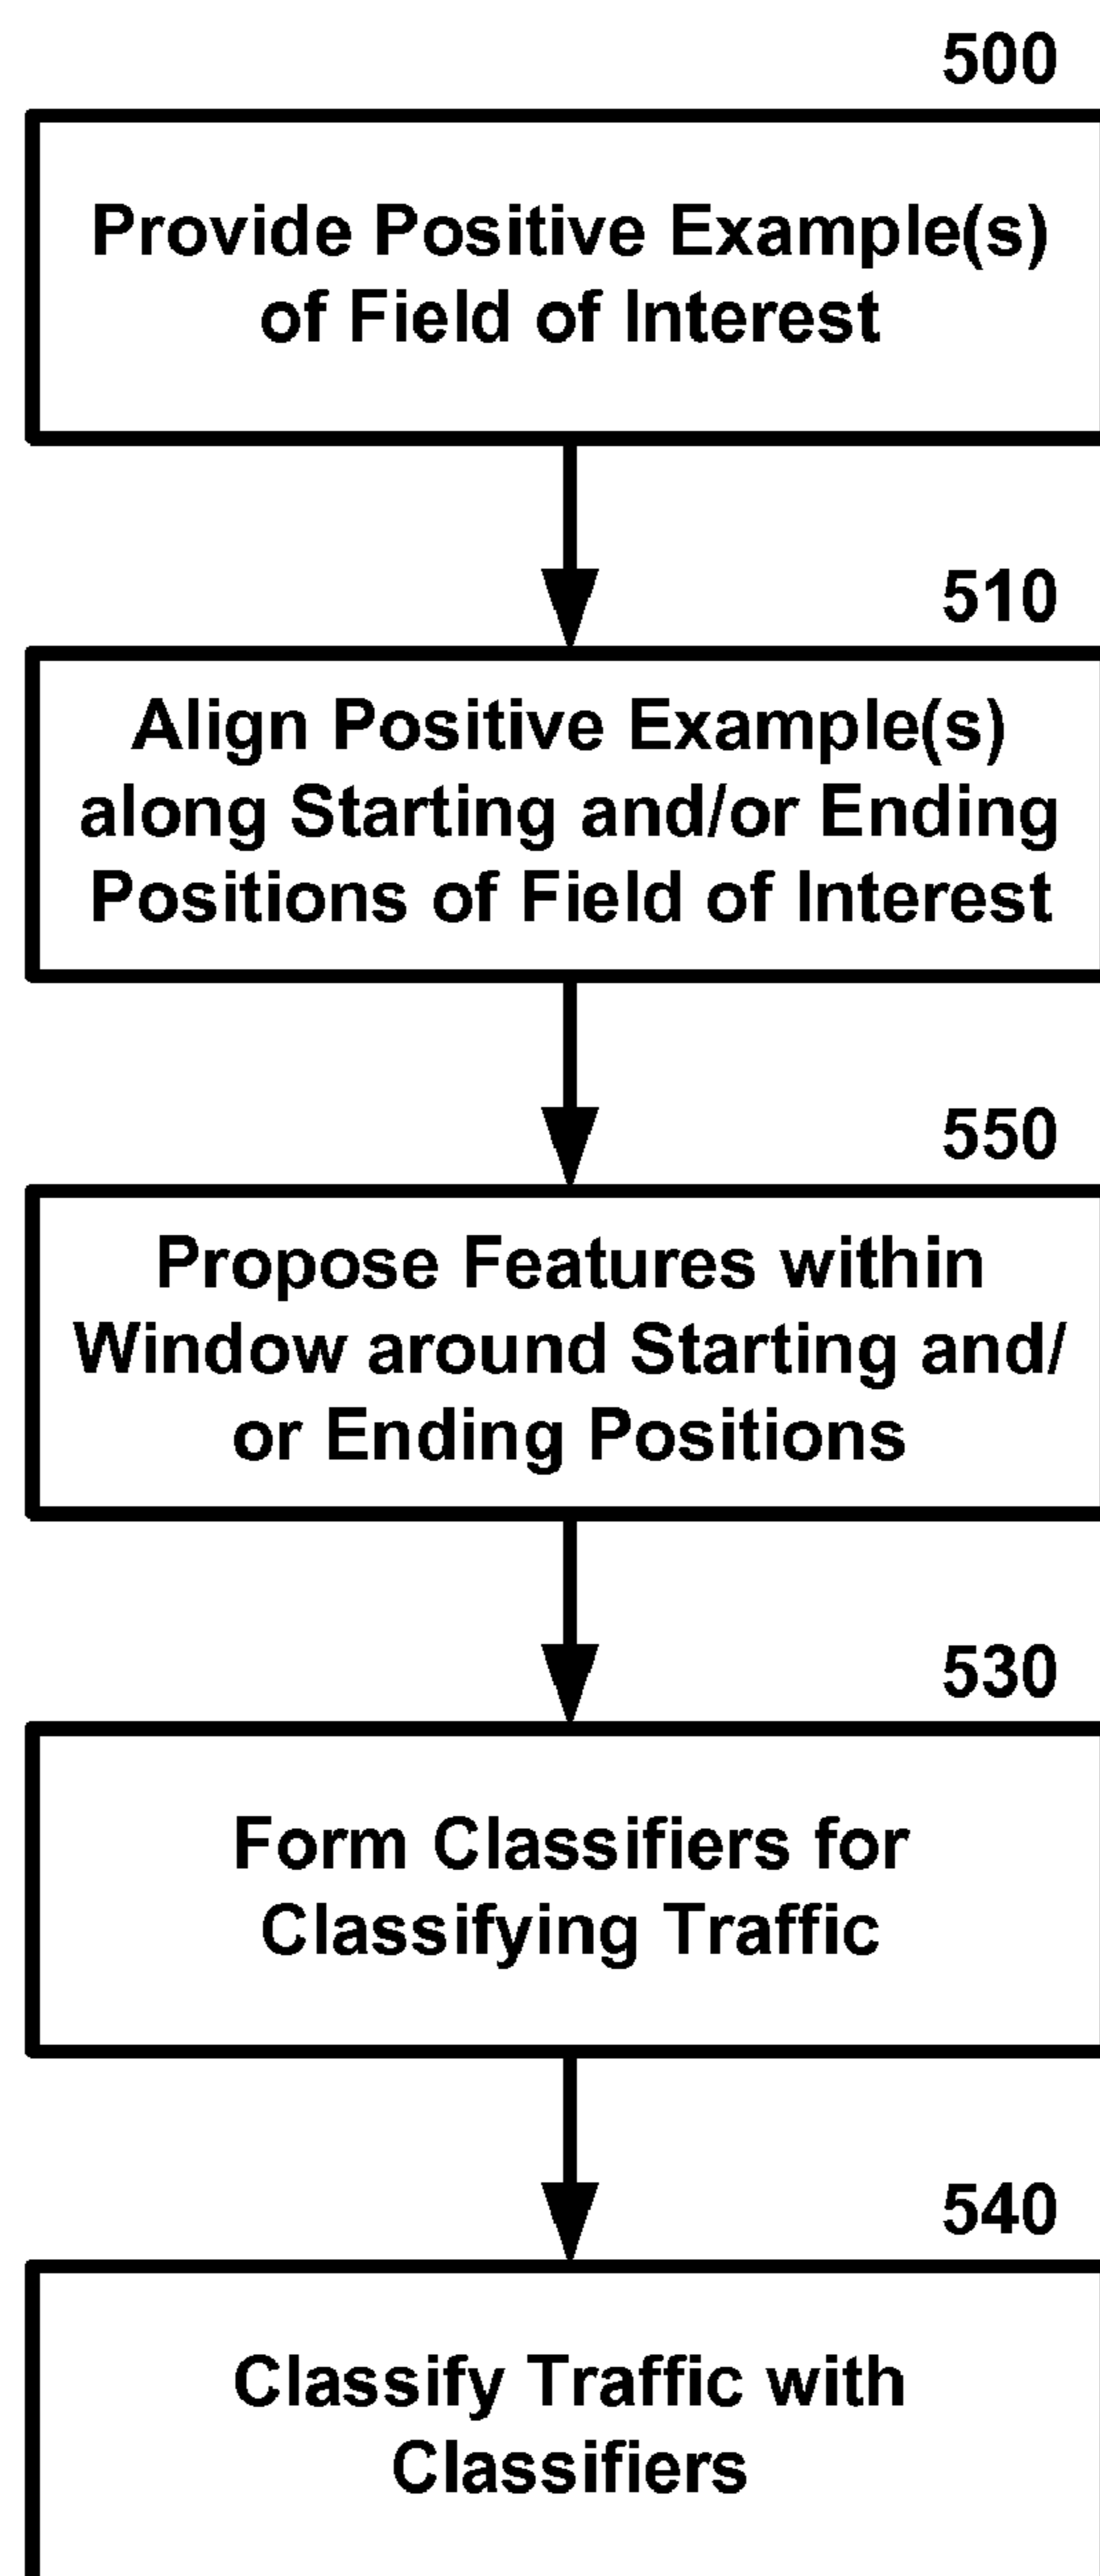 500
Provide Positive Example(s)
of Field of Interest
510
Align Positive Example(s)
along Starting and/or Ending
Positions of Field of Interest
550
Propose Features within
Window around Starting and/
or Ending Positions
530
Form Classifiers for
Classifying Traffic
540
Classify Traffic with
Classifiers